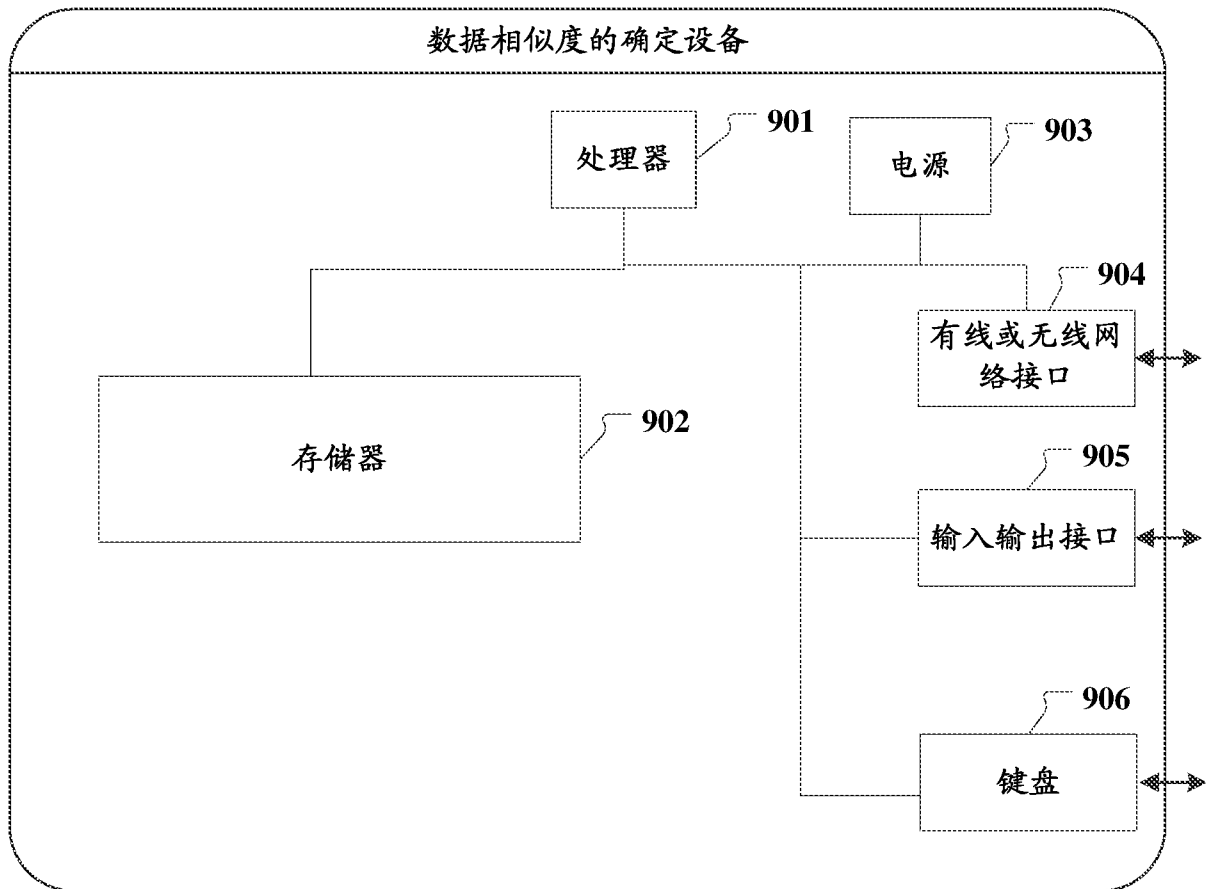 数据相似度的确定设备
901
处理器
903
电源
904
有线或无线网
络接口
902
存储器
905
输入输出接口
906
键盘